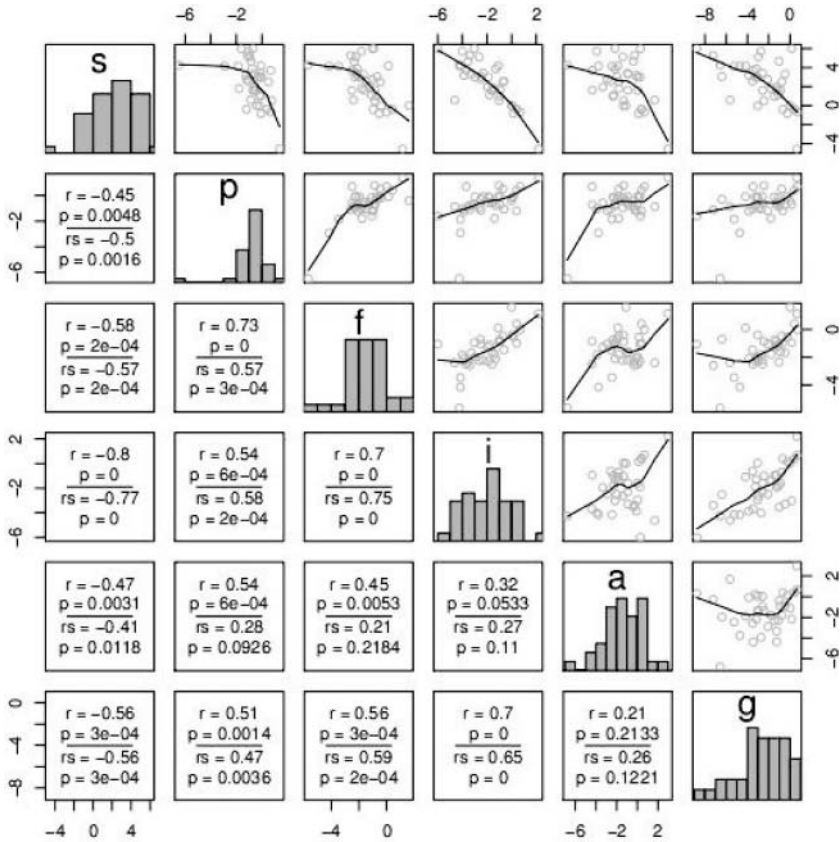 −6 −2 −6 −2 2 −8 −4 0
s
−4 0 4
r = −0.45
p = 0.0048
rs = −0.5
p = 0.0016
p
−6 −2
r = −0.58
p = 2e−04
rs = −0.57
p = 2e−04
r = 0.73
p = 0
rs = 0.57
p = 3e−04
f
−4 0
2 −2 −6
r = −0.8
p = 0
rs = −0.77
p = 0
r = 0.54
p = 6e−04
rs = 0.58
p = 2e−04
r = 0.7
p = 0
rs = 0.75
p = 0
i
r = −0.47
p = 0.0031
rs = −0.41
p = 0.0118
r = 0.54
p = 6e−04
rs = 0.28
p = 0.0926
r = 0.45
p = 0.0053
rs = 0.21
p = 0.2184
r = 0.32
p = 0.0533
rs = 0.27
p = 0.11
a
−6 −2 2
0 −4 −8
r = −0.56
p = 3e−04
rs = −0.56
p = 3e−04
r = 0.51
p = 0.0014
rs = 0.47
p = 0.0036
r = 0.56
p = 3e−04
rs = 0.59
p = 2e−04
r = 0.7
p = 0
rs = 0.65
p = 0
r = 0.21
p = 0.2133
rs = 0.26
p = 0.1221
g
−4 0 4 −4 0 −6 −2 2